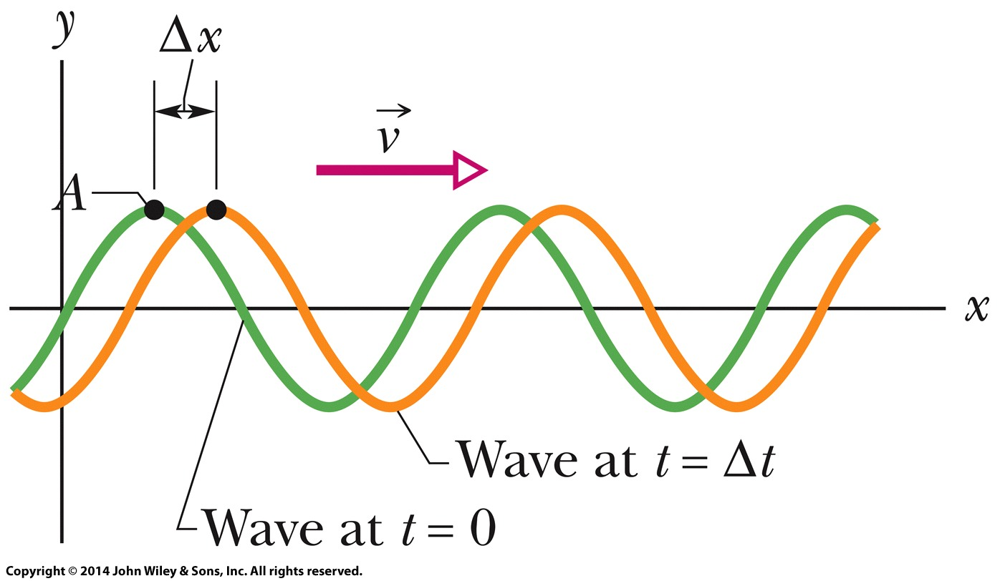 y
Δx
v
A
x
Wave at t = Δt
Wave at t = 0
Copyright © 2014 John Wiley & Sons, Inc. All rights reserved.